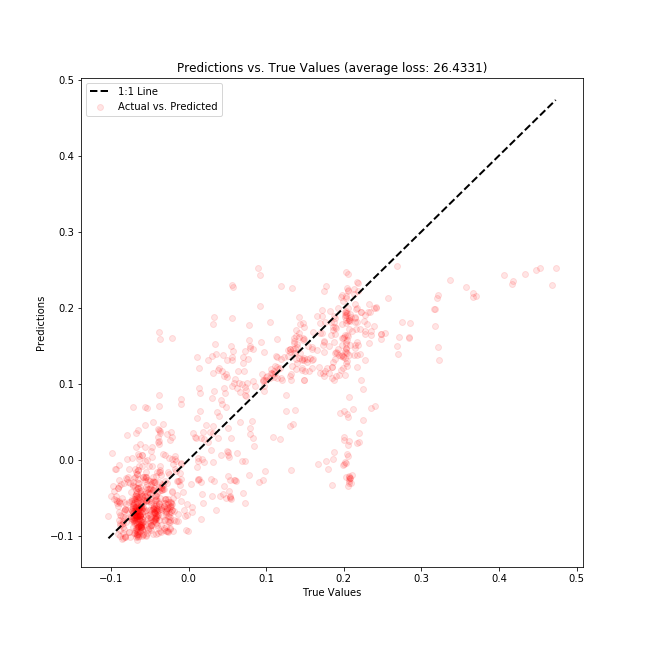 Predictions vs. True Values (average loss: 26.4331)
1:1 Line
Actual vs. Predicted
0.5
0.4
0.3
0.2
0.1
0.0
−0.1
Predictions
−0.1 0.0 0.1 0.2 0.3 0.4 0.5
True Values